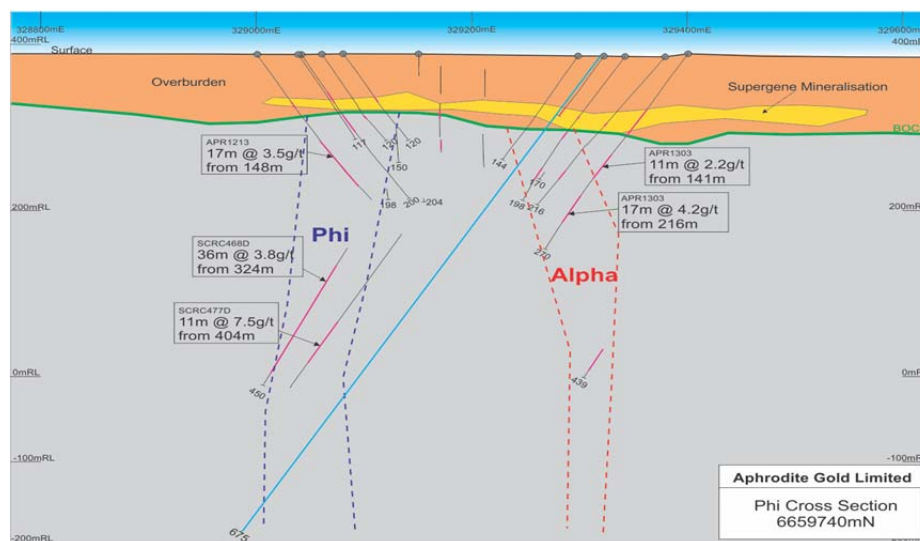 328800mE
329000mE
329200mE
329400mE
329600mE
400mRL
Surface
400mRL
Overburden
Supergene Mineralisation
BOC
APR1213
17m @ 3.5g/t
from 148m
117
120
120
150
144
170
198
200
204
198
216
270
APR1303
11m @ 2.2g/t
from 141m
APR1303
17m @ 4.2g/t
from 216m
200mRL
200mRL
Phi
Alpha
SCRC468D
36m @ 3.8g/t
from 324m
SCRC477D
11m @ 7.5g/t
from 404m
0mRL
0mRL
450
439
-100mRL
-100mRL
675
-200mRL
-200mRL
Aphrodite Gold Limited
Phi Cross Section
6659740mN